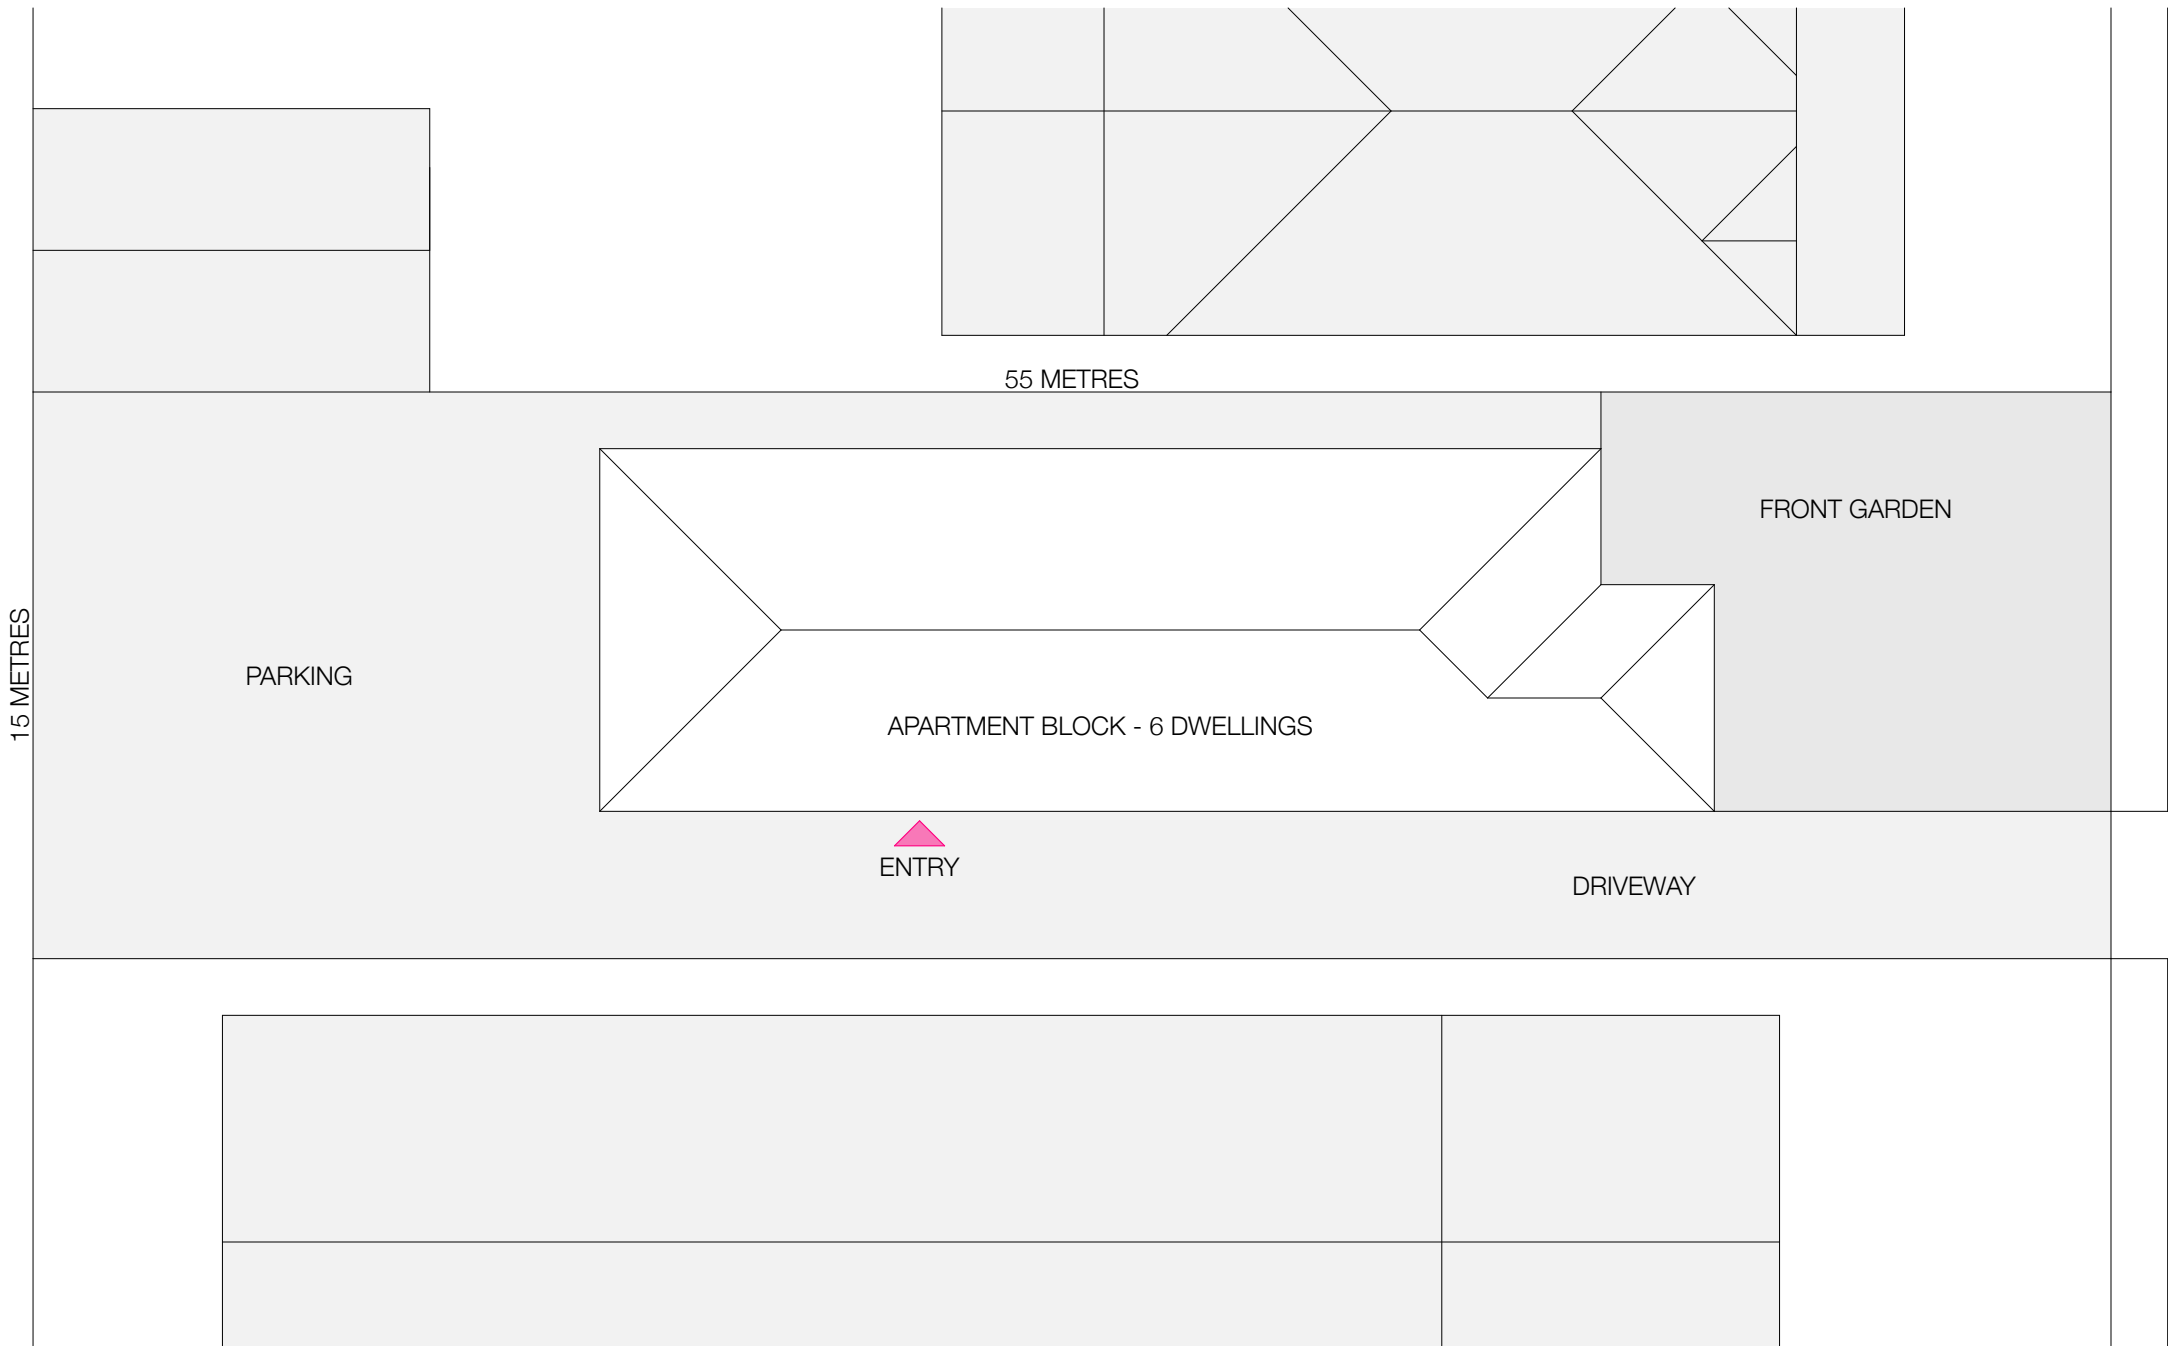 55 METRES
FRONT GARDEN
15 METRES
PARKING
APARTMENT BLOCK - 6 DWELLINGS
ENTRY
DRIVEWAY